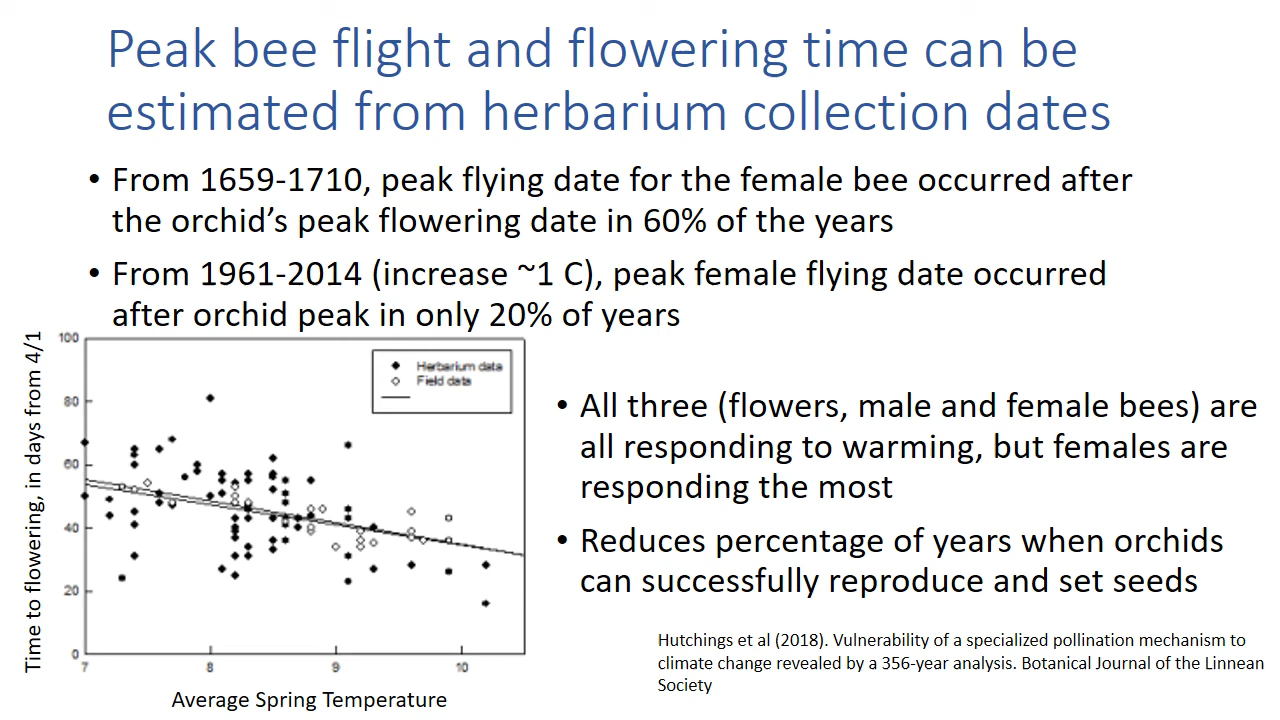 Peak bee flight and flowering time can be
estimated from herbarium collection dates
• From 1659-1710, peak flying date for the female bee occurred after
the orchid’s peak flowering date in 60% of the years
• From 1961-2014 (increase ~1 C), peak female flying date occurred
after orchid peak in only 20% of years
Time to flowering, in days from 4/1
100
80
60
40
20
0
Herbarium data
Field data
7
8
9
10
Average Spring Temperature
• All three (flowers, male and female bees) are
all responding to warming, but females are
responding the most
• Reduces percentage of years when orchids
can successfully reproduce and set seeds
Hutchings et al (2018). Vulnerability of a specialized pollination mechanism to
climate change revealed by a 356-year analysis. Botanical Journal of the Linnean
Society